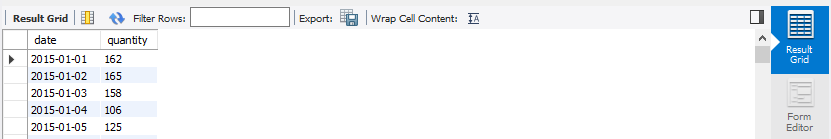 Result Grid Filter Rows: Export: Wrap Cell Content:
date quantity
2015-01-01 162
2015-01-02 165
2015-01-03 158
2015-01-04 106
2015-01-05 125
Result
Grid
Form
Editor